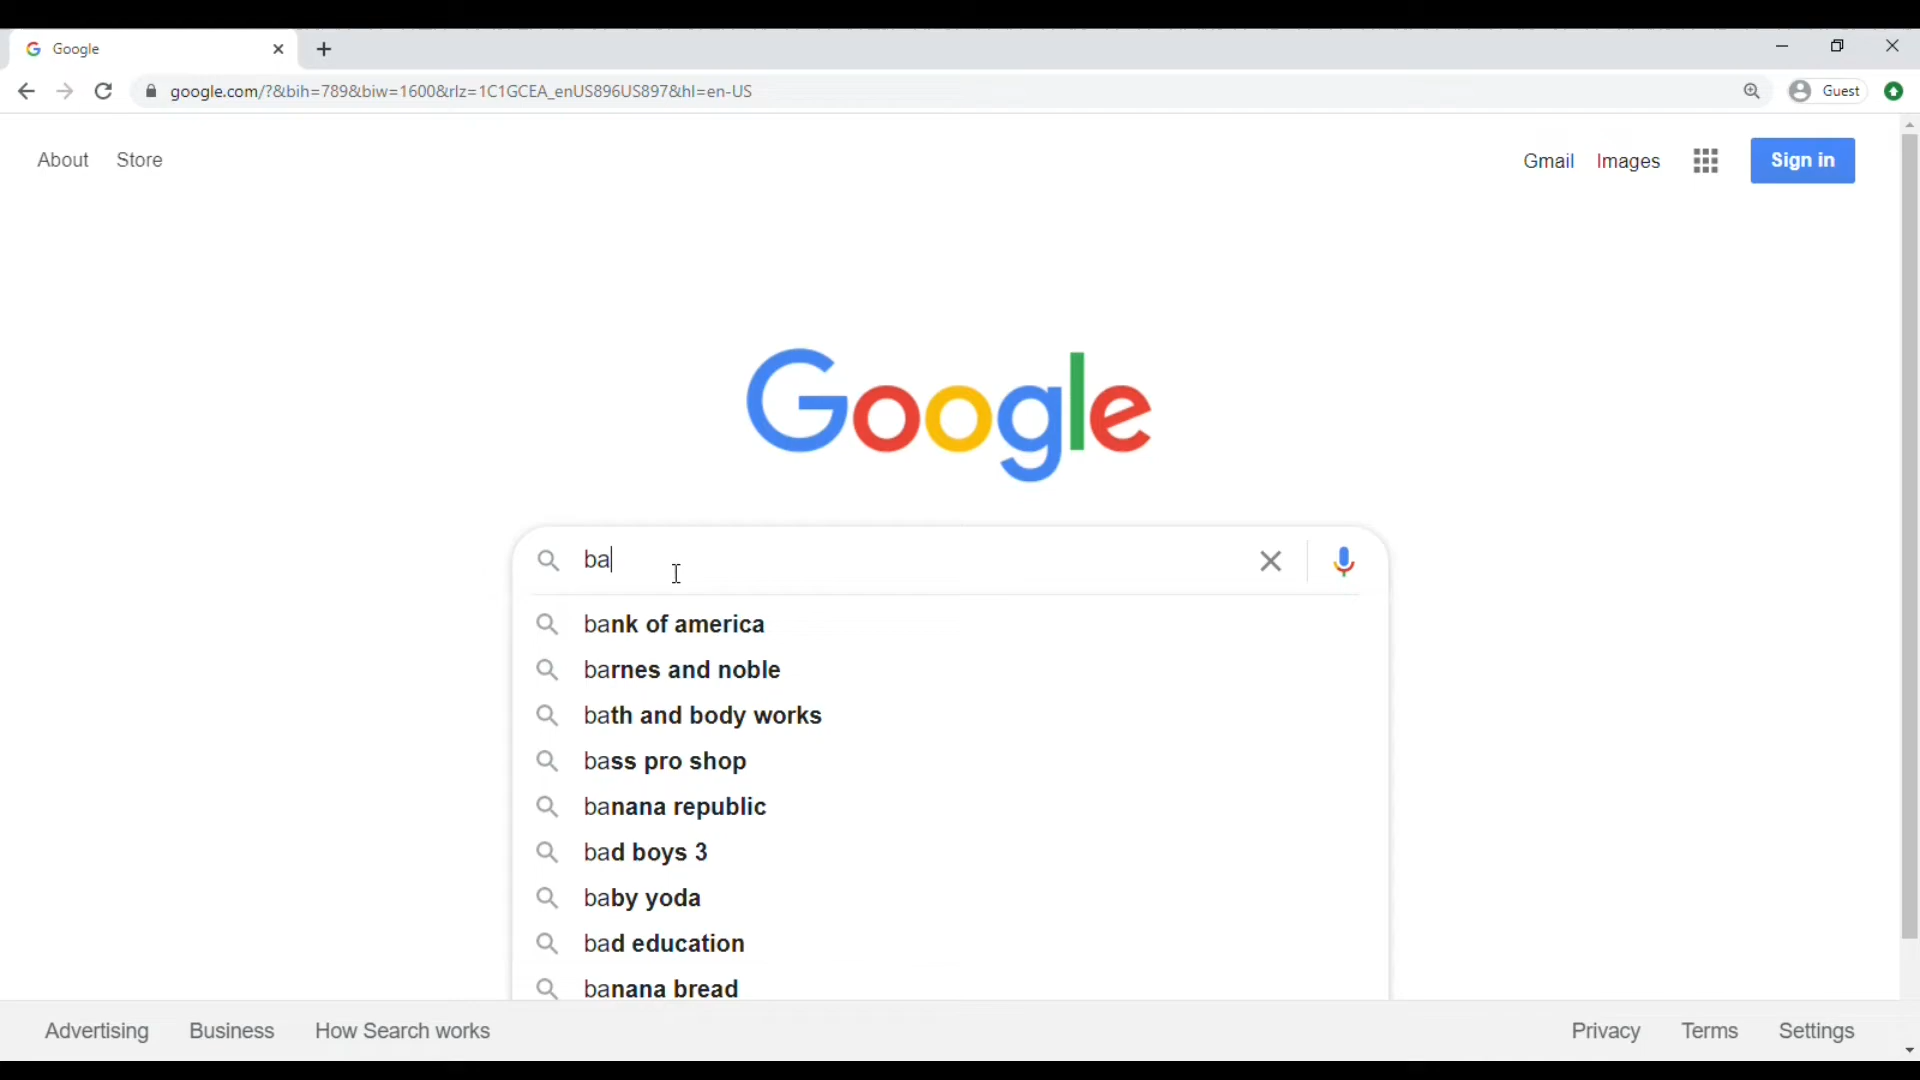 Google
google.com/?&bih=789&biw=1600&rlz=1C1GCEA_enUS896US897&hl=en-US
Guest
About Store
Gmail Images
Sign in
Google
ba
bank of america
barnes and noble
bath and body works
bass pro shop
banana republic
bad boys 3
baby yoda
bad education
banana bread
Advertising Business How Search works
Privacy Terms Settings